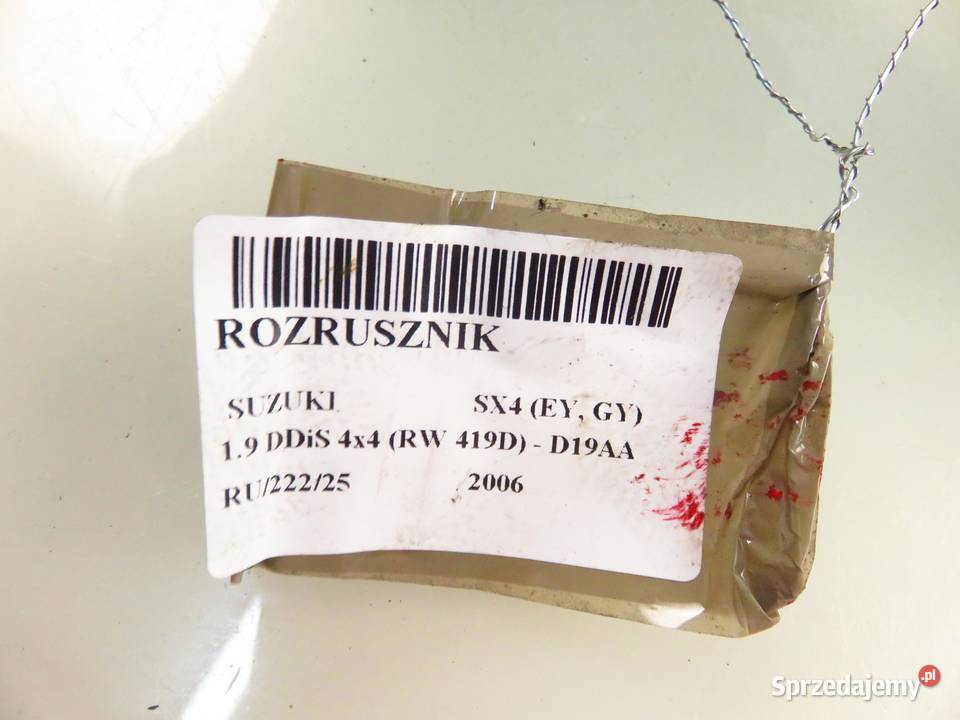 ROZRUSZNIK
SUZUKI SX4 (EY, GY)
1.9 DDiS 4x4 (RW 419D) - D19AA
RU/222/25 2006
Sprzedajemy.pl